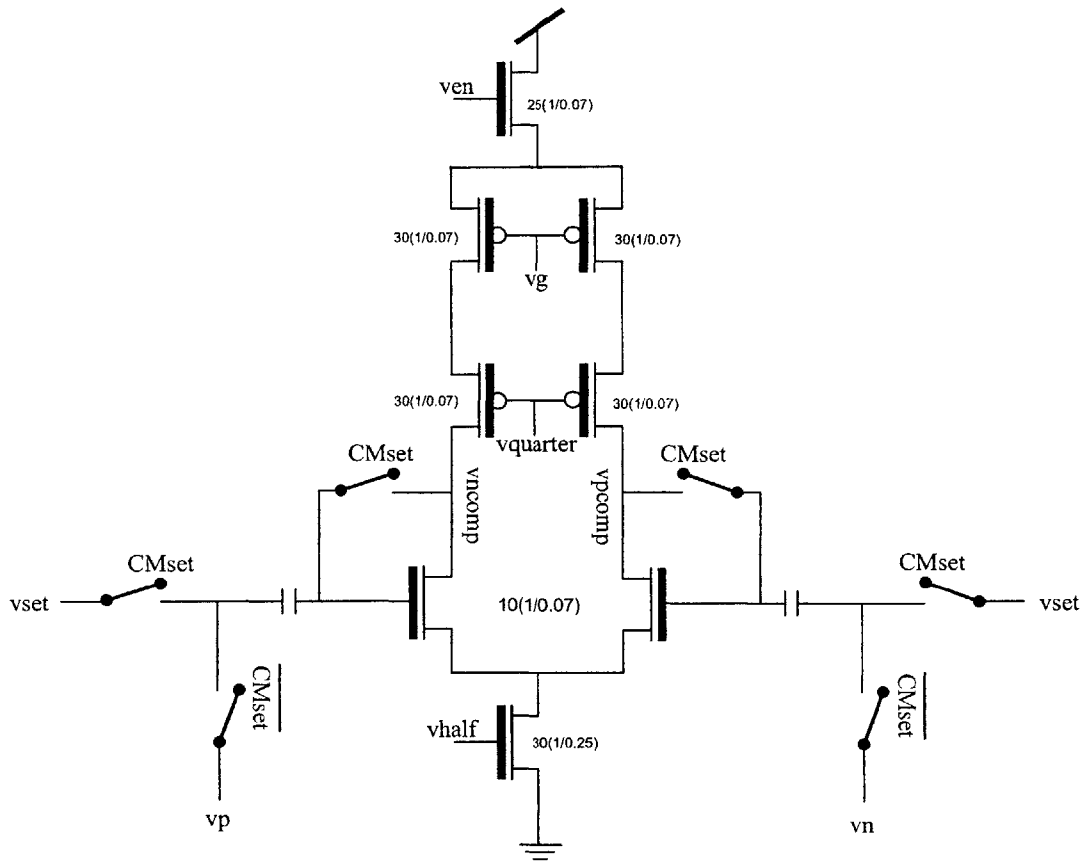 ven
25(1/0.07)
30(1/0.07)
30(1/0.07)
vg
30(1/0.07)
30(1/0.07)
vquarter
CMset
CMset
vncomp
vpcomp
CMset
CMset
vset
10(1/0.07)
vset
CMset
CMset
vhalf
30(1/0.25)
vp
vn